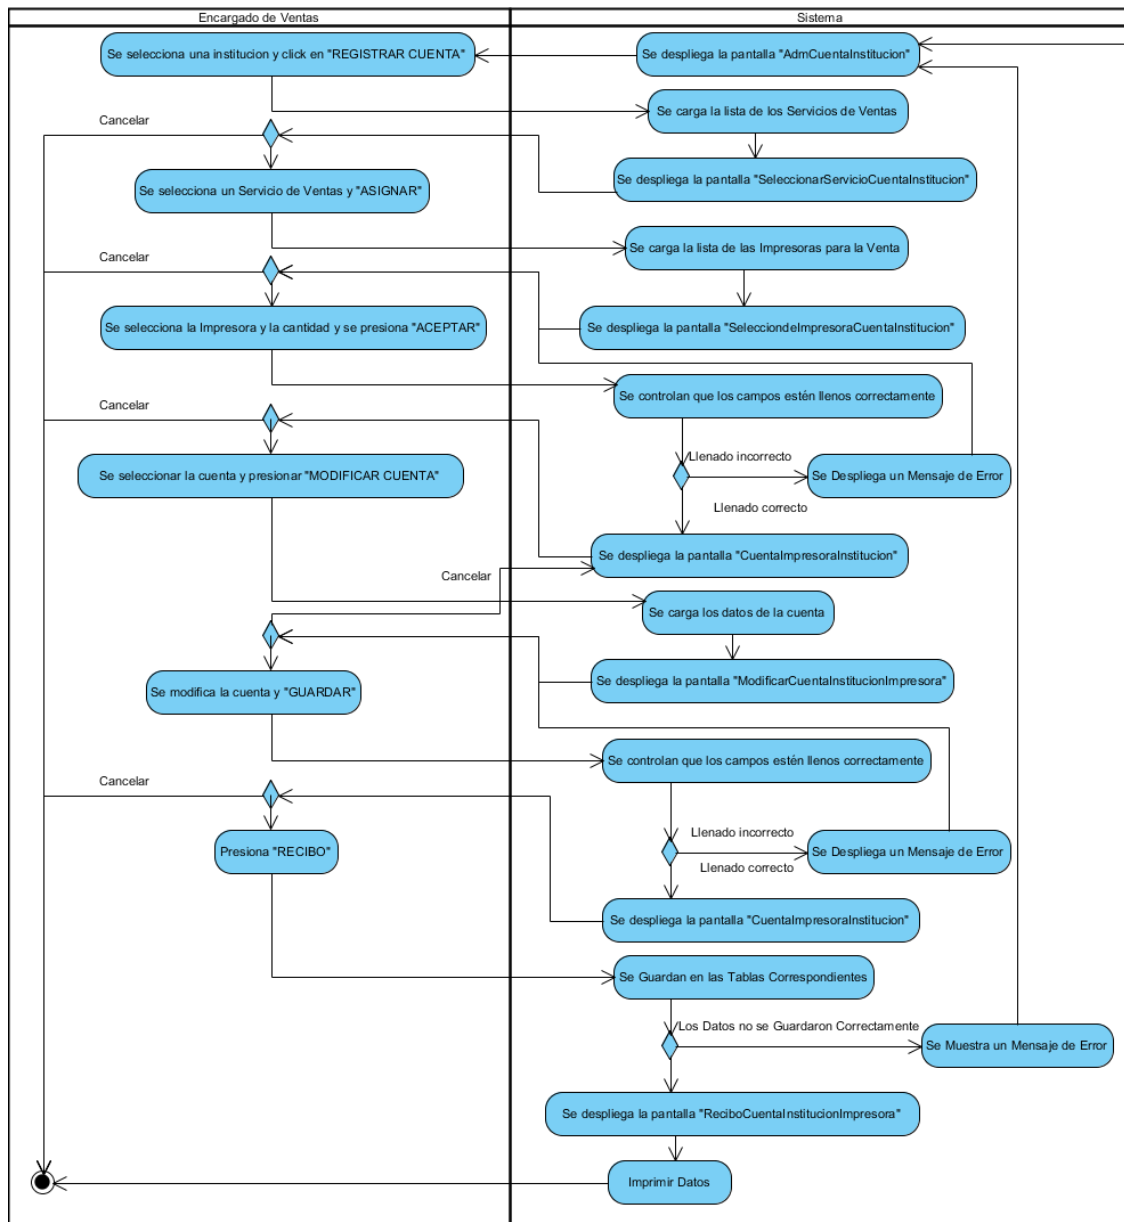 Encargado de Ventas
Sistema
Se selecciona una institucion y click en "REGISTRAR CUENTA"
Se despliega la pantalla "AdmCuentaInstitucion"
Se carga la lista de los Servicios de Ventas
Cancelar
Se selecciona un Servicio de Ventas y "ASIGNAR"
Se despliega la pantalla "SeleccionarServicioCuentaInstitucion"
Se carga la lista de las Impresoras para la Venta
Cancelar
Se selecciona la Impresora y la cantidad y se presiona "ACEPTAR"
Se despliega la pantalla "SelecciondeImpresoraCuentaInstitucion"
Se controlan que los campos estén llenos correctamente
Cancelar
Se seleccionar la cuenta y presionar "MODIFICAR CUENTA"
Llenado incorrecto
Se Despliega un Mensaje de Error
Llenado correcto
Se despliega la pantalla "CuentaImpresoraInstitucion"
Cancelar
Se carga los datos de la cuenta
Se modifica la cuenta y "GUARDAR"
Se despliega la pantalla "ModificarCuentaInstitucionImpresora"
Se controlan que los campos estén llenos correctamente
Cancelar
Presiona "RECIBO"
Llenado incorrecto
Se Despliega un Mensaje de Error
Llenado correcto
Se despliega la pantalla "CuentaImpresoraInstitucion"
Se Guardan en las Tablas Correspondientes
Los Datos no se Guardaron Correctamente
Se Muestra un Mensaje de Error
Se despliega la pantalla "ReciboCuentaInstitucionImpresora"
Imprimir Datos